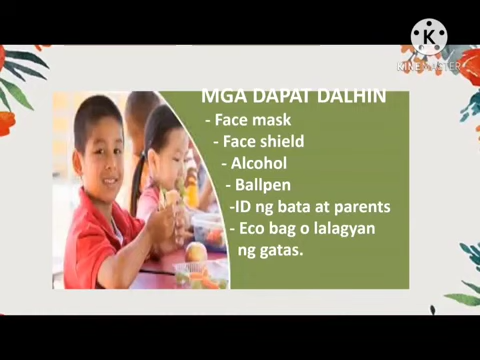 K
KINEMASTER
MGA DAPAT DALHIN
- Face mask
- Face shield
- Alcohol
- Ballpen
-ID ng bata at parents
- Eco bag o lalagyan
ng gatas.